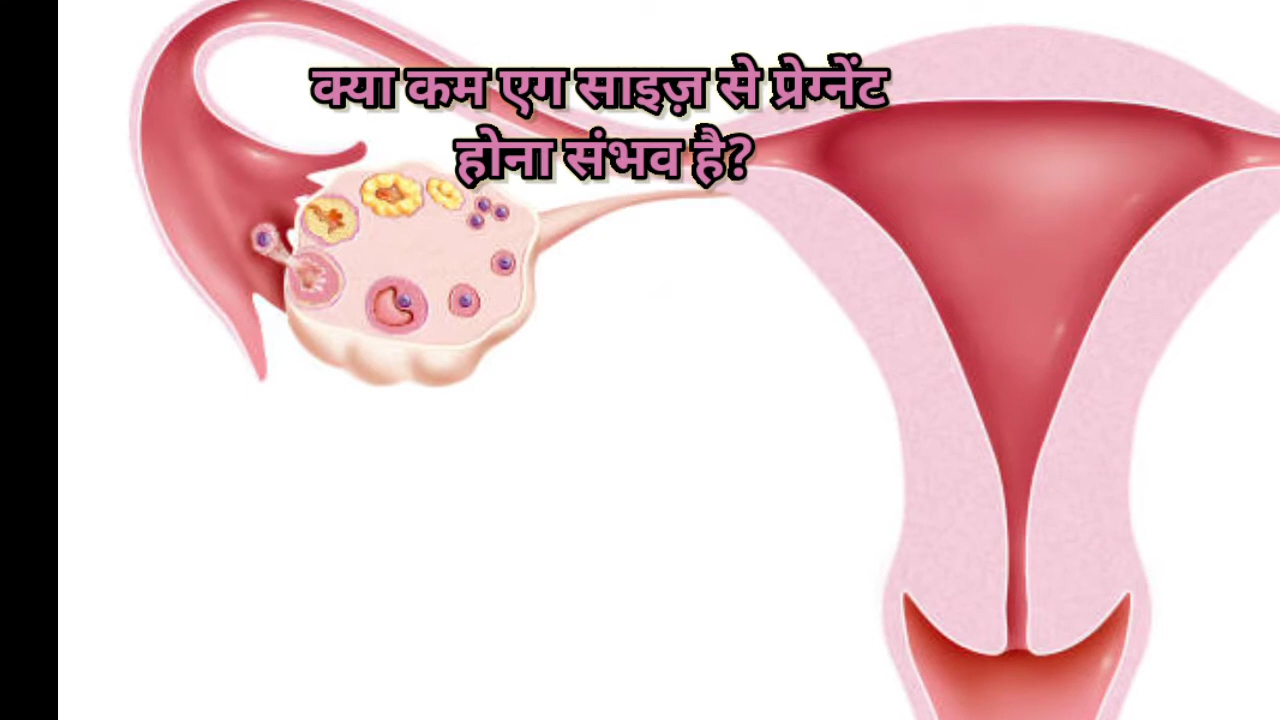 क्या कम एग साइज़ से प्रेग्नेंट
होना संभव है?